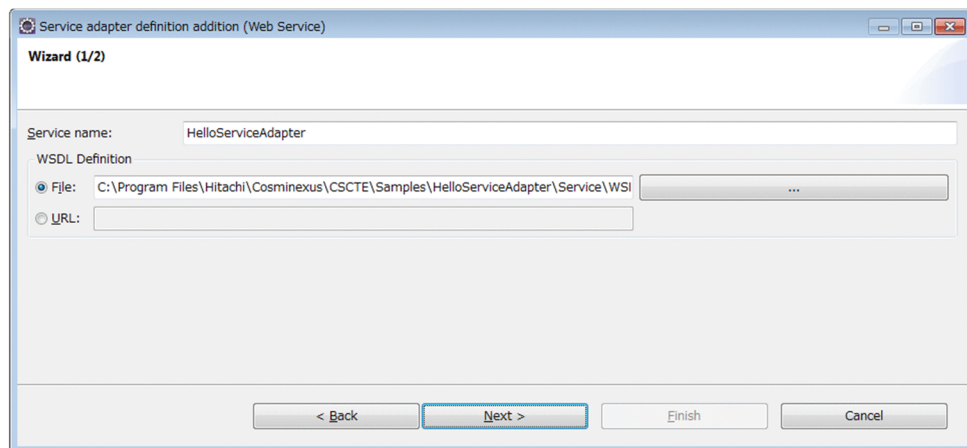 Service adapter definition addition (Web Service)
Wizard (1/2)
Service name: HelloServiceAdapter
WSDL Definition
File: C:\Program Files\Hitachi\Cosminexus\CSCTE\Samples\HelloServiceAdapter\Service\WSI ...
URL:
< Back Next > Finish Cancel